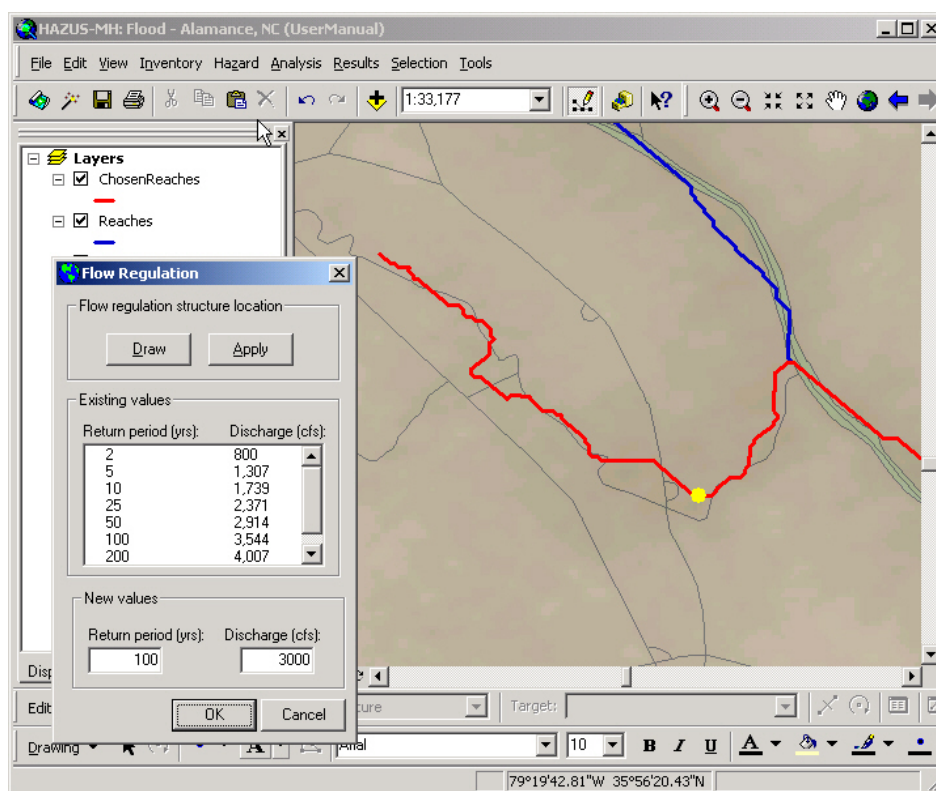 HAZUS-MH: Flood - Alamance, NC (UserManual)
File Edit View Inventory Hazard Analysis Results Selection Tools
1:33,177
Layers
ChosenReaches
Reaches
Flow Regulation
Flow regulation structure location
Draw Apply
Existing values
Return period (yrs): Discharge (cfs):
2 800
5 1,307
10 1,739
25 2,371
50 2,914
100 3,544
200 4,007
New values
Return period (yrs): Discharge (cfs):
100 3000
OK Cancel
Target:
Drawing
10 B I U A
79°19'42.81"W 35°56'20.43"N